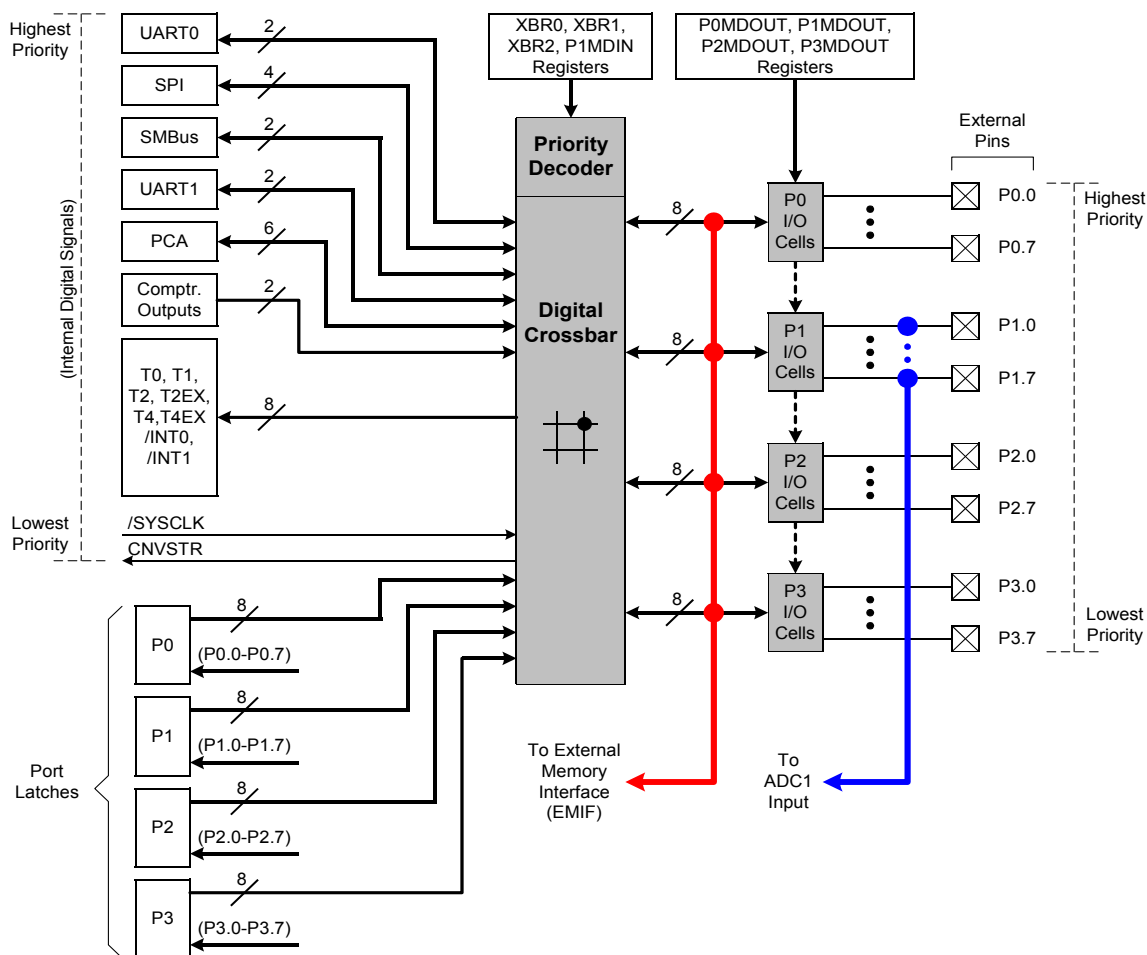 Highest
Priority
(Internal Digital Signals)
Lowest
Priority
UART0
2
SPI
4
SMBus
2
UART1
2
PCA
6
Comptr.
Outputs
2
T0, T1,
T2, T2EX,
T4,T4EX
/INT0,
/INT1
8
/SYSCLK
CNVSTR
Port
Latches
P0
8
(P0.0-P0.7)
P1
8
(P1.0-P1.7)
P2
8
(P2.0-P2.7)
P3
8
(P3.0-P3.7)
XBR0, XBR1,
XBR2, P1MDIN
Registers
Priority
Decoder
Digital
Crossbar
P0MDOUT, P1MDOUT,
P2MDOUT, P3MDOUT
Registers
8
P0
I/O
Cells
8
P1
I/O
Cells
8
P2
I/O
Cells
8
P3
I/O
Cells
External
Pins
P0.0
P0.7
P1.0
P1.7
P2.0
P2.7
P3.0
P3.7
Highest
Priority
Lowest
Priority
To External
Memory
Interface
(EMIF)
To
ADC1
Input